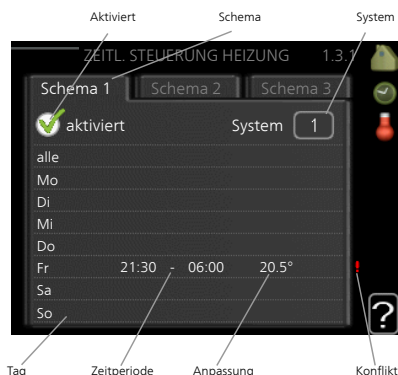 Aktiviert Schema System
ZEITL. STEUERUNG HEIZUNG 1.3.1
Schema 1 Schema 2 Schema 3
aktiviert System 1
alle
Mo
Di
Mi
Do
Fr 21:30 - 06:00 20.5° !
Sa
So
?
Tag Zeitperiode Anpassung Konflikt